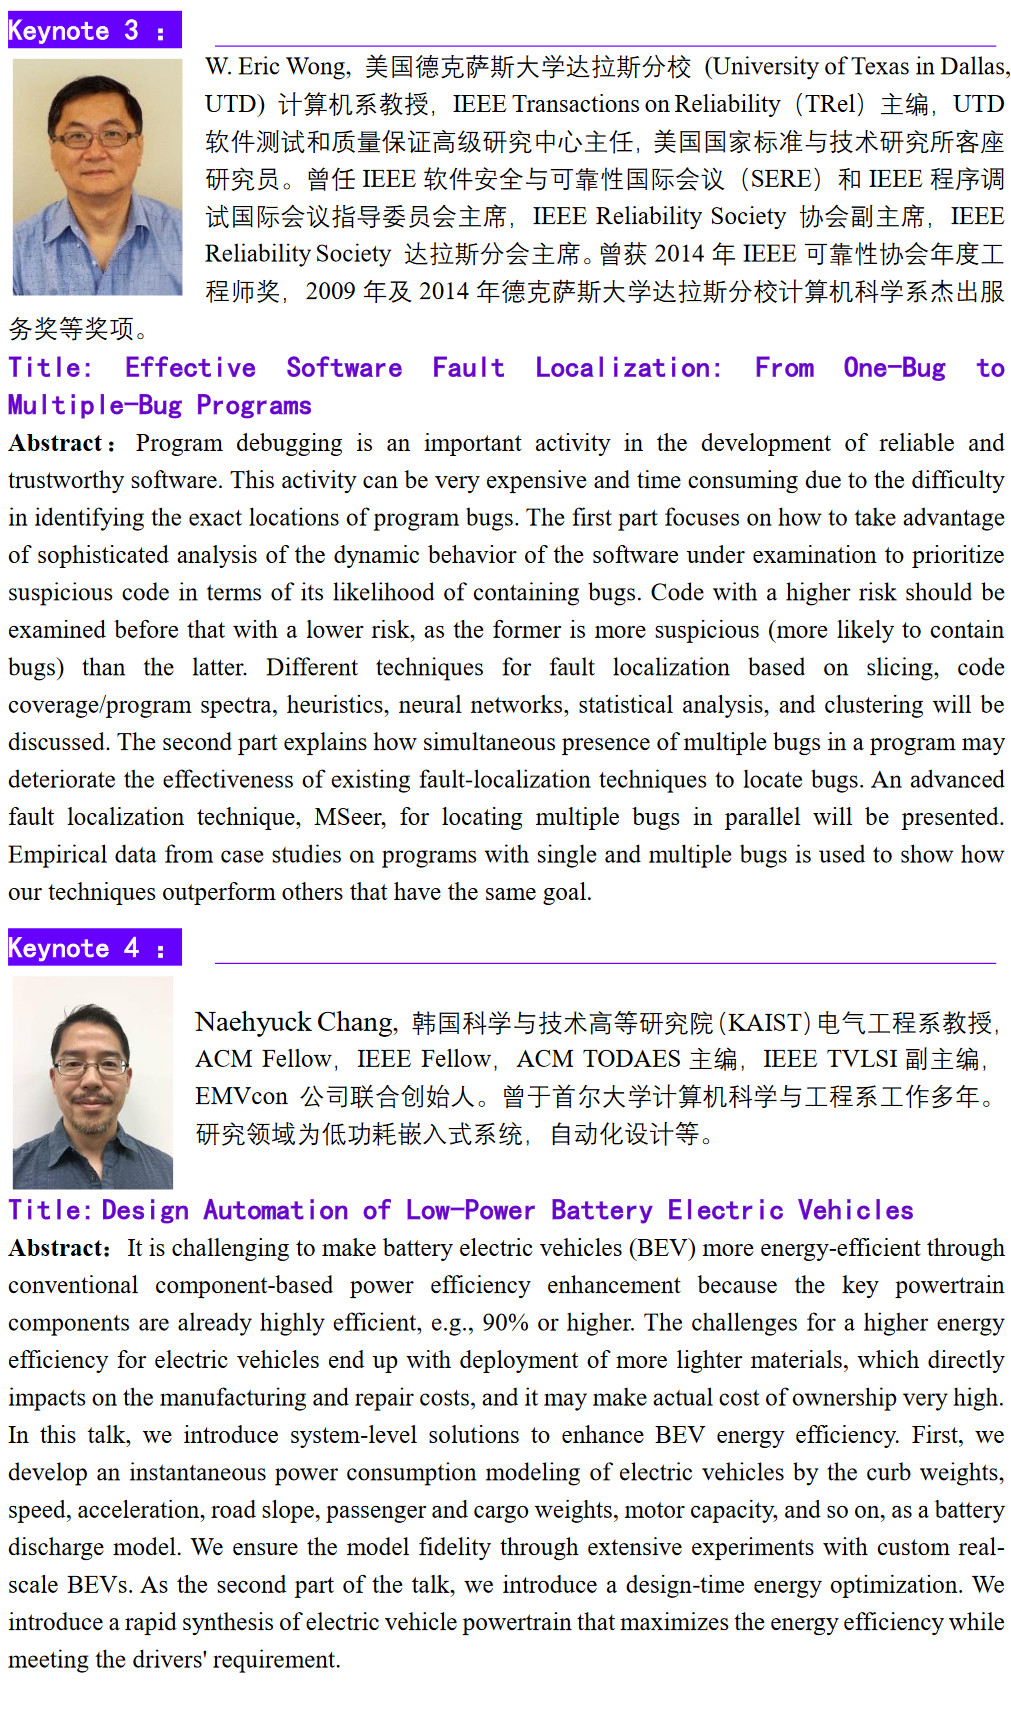 Keynote 3 :
W. Eric Wong, 美国德克萨斯大学达拉斯分校 (University of Texas in Dallas,
UTD) 计算机系教授，IEEE Transactions on Reliability（TRel）主编，UTD
软件测试和质量保证高级研究中心主任，美国国家标准与技术研究所客座
研究员。曾任 IEEE 软件安全与可靠性国际会议（SERE）和 IEEE 程序调
试国际会议指导委员会主席，IEEE Reliability Society 协会副主席，IEEE
Reliability Society 达拉斯分会主席。曾获 2014 年 IEEE 可靠性协会年度工
程师奖，2009 年及 2014 年德克萨斯大学达拉斯分校计算机科学系杰出服
务奖等奖项。
Title: Effective Software Fault Localization: From One-Bug to
Multiple-Bug Programs
Abstract： Program debugging is an important activity in the development of reliable and
trustworthy software. This activity can be very expensive and time consuming due to the difficulty
in identifying the exact locations of program bugs. The first part focuses on how to take advantage
of sophisticated analysis of the dynamic behavior of the software under examination to prioritize
suspicious code in terms of its likelihood of containing bugs. Code with a higher risk should be
examined before that with a lower risk, as the former is more suspicious (more likely to contain
bugs) than the latter. Different techniques for fault localization based on slicing, code
coverage/program spectra, heuristics, neural networks, statistical analysis, and clustering will be
discussed. The second part explains how simultaneous presence of multiple bugs in a program may
deteriorate the effectiveness of existing fault-localization techniques to locate bugs. An advanced
fault localization technique, MSeer, for locating multiple bugs in parallel will be presented.
Empirical data from case studies on programs with single and multiple bugs is used to show how
our techniques outperform others that have the same goal.
Keynote 4 :
Naehyuck Chang, 韩国科学与技术高等研究院（KAIST）电气工程系教授，
ACM Fellow，IEEE Fellow，ACM TODAES 主编，IEEE TVLSI 副主编，
EMVcon 公司联合创始人。曾于首尔大学计算机科学与工程系工作多年。
研究领域为低功耗嵌入式系统，自动化设计等。
Title: Design Automation of Low-Power Battery Electric Vehicles
Abstract：It is challenging to make battery electric vehicles (BEV) more energy-efficient through
conventional component-based power efficiency enhancement because the key powertrain
components are already highly efficient, e.g., 90% or higher. The challenges for a higher energy
efficiency for electric vehicles end up with deployment of more lighter materials, which directly
impacts on the manufacturing and repair costs, and it may make actual cost of ownership very high.
In this talk, we introduce system-level solutions to enhance BEV energy efficiency. First, we
develop an instantaneous power consumption modeling of electric vehicles by the curb weights,
speed, acceleration, road slope, passenger and cargo weights, motor capacity, and so on, as a battery
discharge model. We ensure the model fidelity through extensive experiments with custom real-
scale BEVs. As the second part of the talk, we introduce a design-time energy optimization. We
introduce a rapid synthesis of electric vehicle powertrain that maximizes the energy efficiency while
meeting the drivers' requirement.